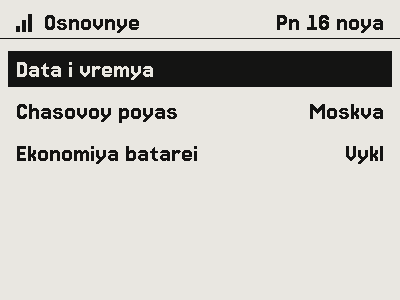 Osnovnye Pn 16 noya
Data i vremya
Chasovoy poyas Moskva
Ekonomiya batarei Vykl